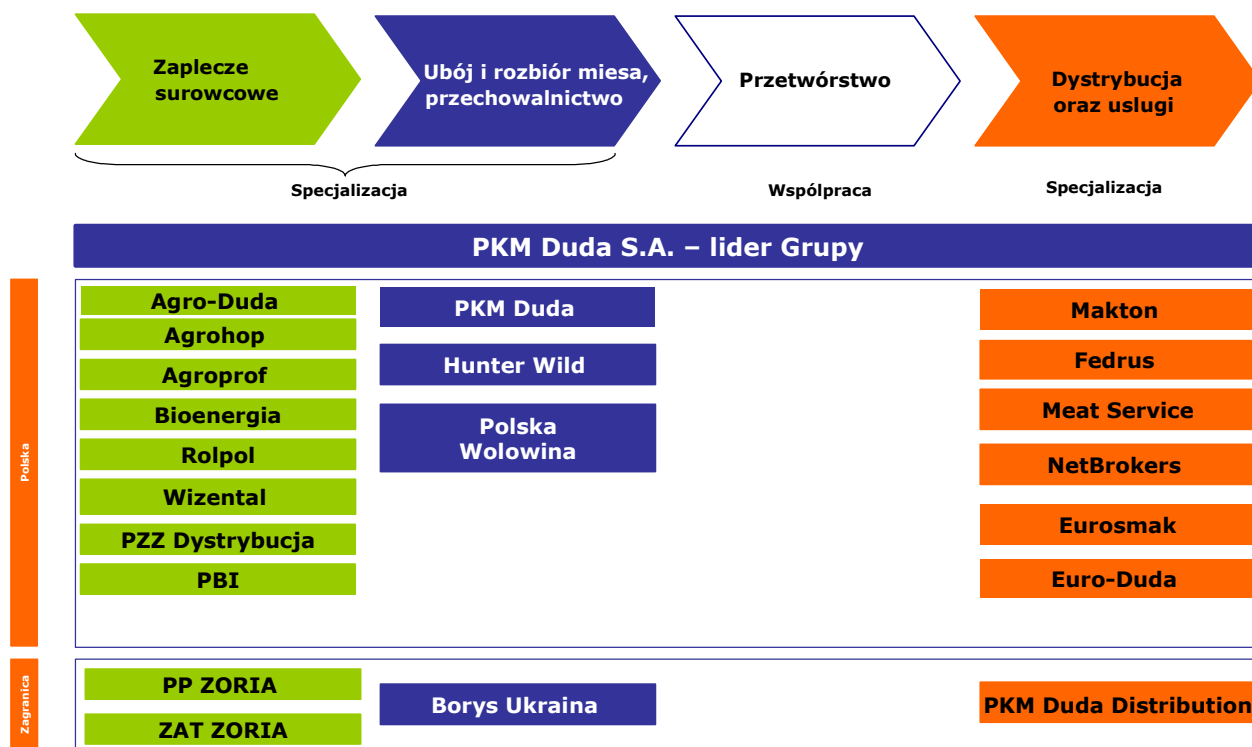 Zaplecze
surowcowe
Ubój i rozbiór miesa,
przechowalnictwo
Przetwórstwo
Dystrybucja
oraz uslugi
Specjalizacja
Wspólpraca
Specjalizacja
PKM Duda S.A. – lider Grupy
Polska
Agro-Duda
Agrohop
Agroprof
Bioenergia
Rolpol
Wizental
PZZ Dystrybucja
PBI
PKM Duda
Hunter Wild
Polska
Wolowina
Makton
Fedrus
Meat Service
NetBrokers
Eurosmak
Euro-Duda
Zagranica
PP ZORIA
ZAT ZORIA
Borys Ukraina
PKM Duda Distribution